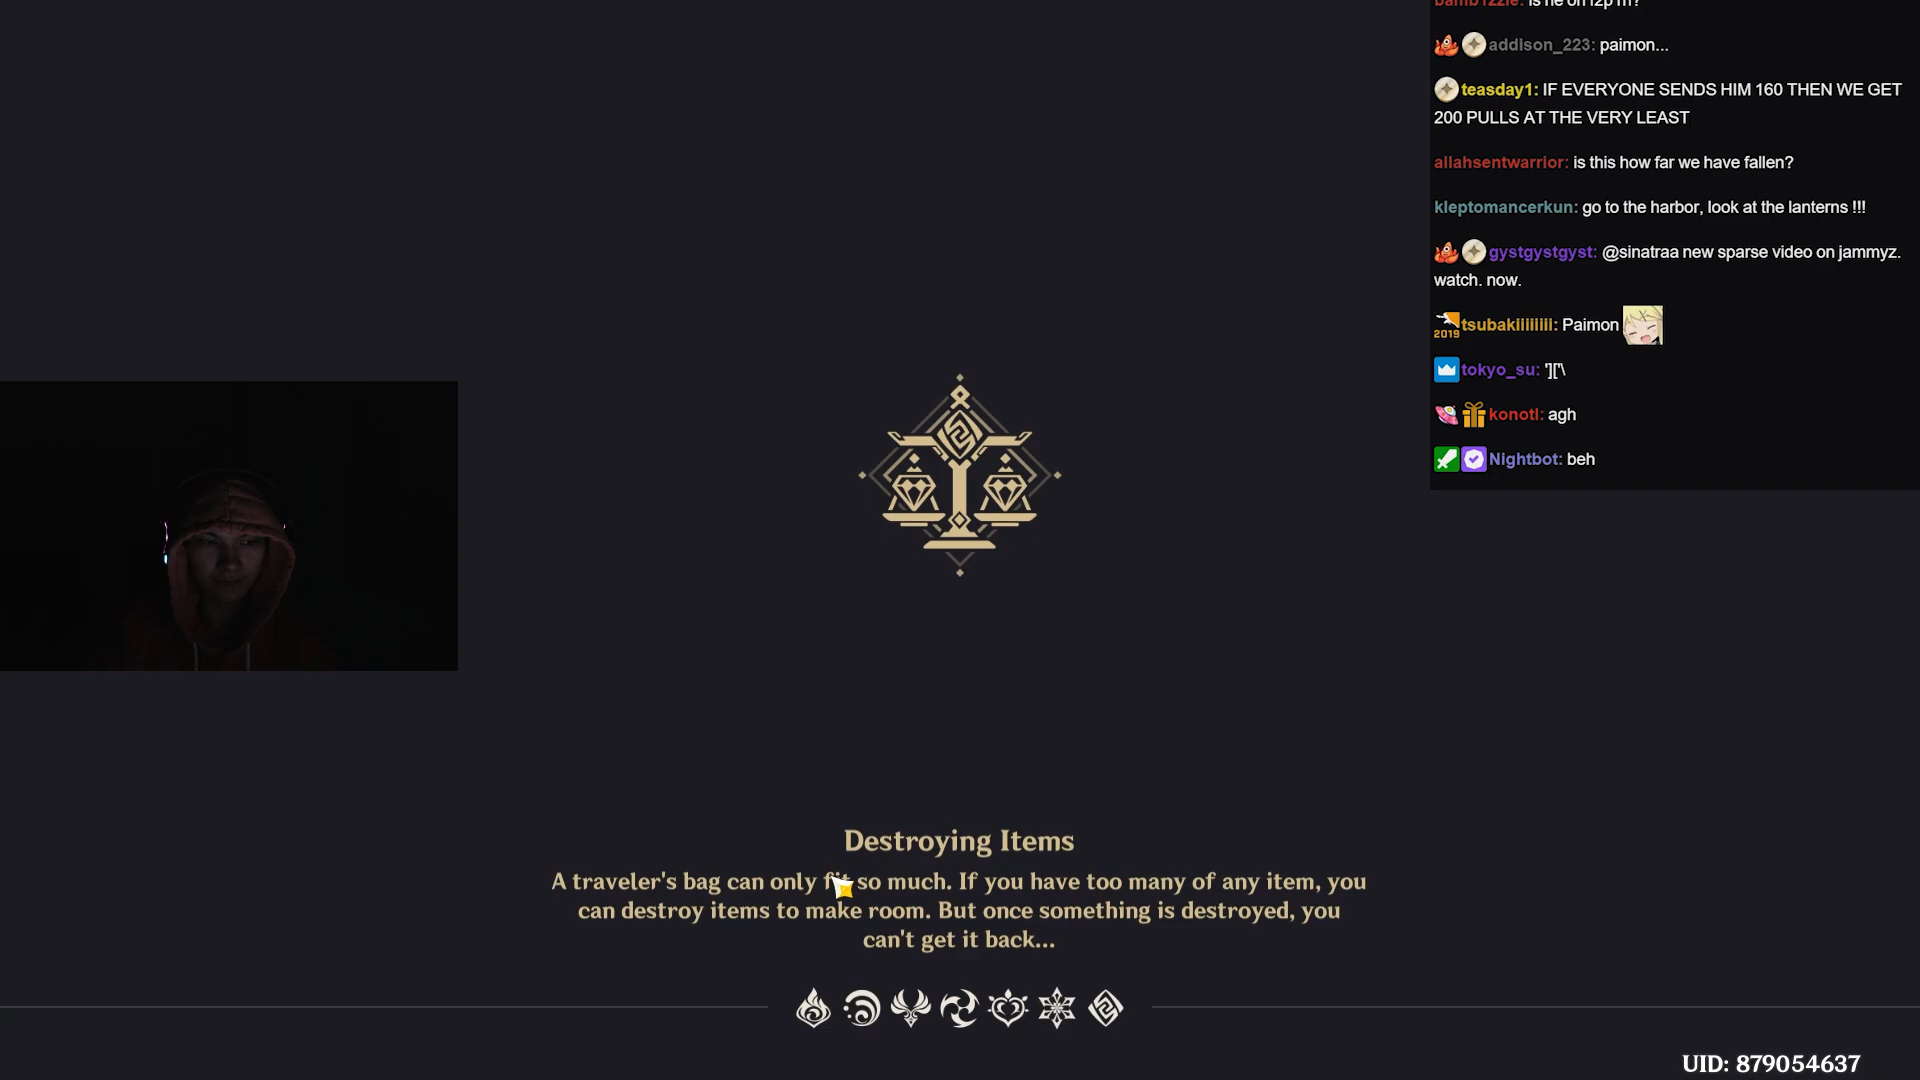 addison_223: paimon...
teasday1: IF EVERYONE SENDS HIM 160 THEN WE GET
200 PULLS AT THE VERY LEAST
allahsentwarrior: is this how far we have fallen?
kleptomancerkun: go to the harbor, look at the lanterns !!!
gystgystgyst: @sinatraa new sparse video on jammyz.
watch. now.
2019 tsubakiiiiiiii: Paimon
tokyo_su: ']['\
konotl: agh
Nightbot: beh
Destroying Items
A traveler's bag can only fit so much. If you have too many of any item, you
can destroy items to make room. But once something is destroyed, you
can't get it back...
UID: 879054637